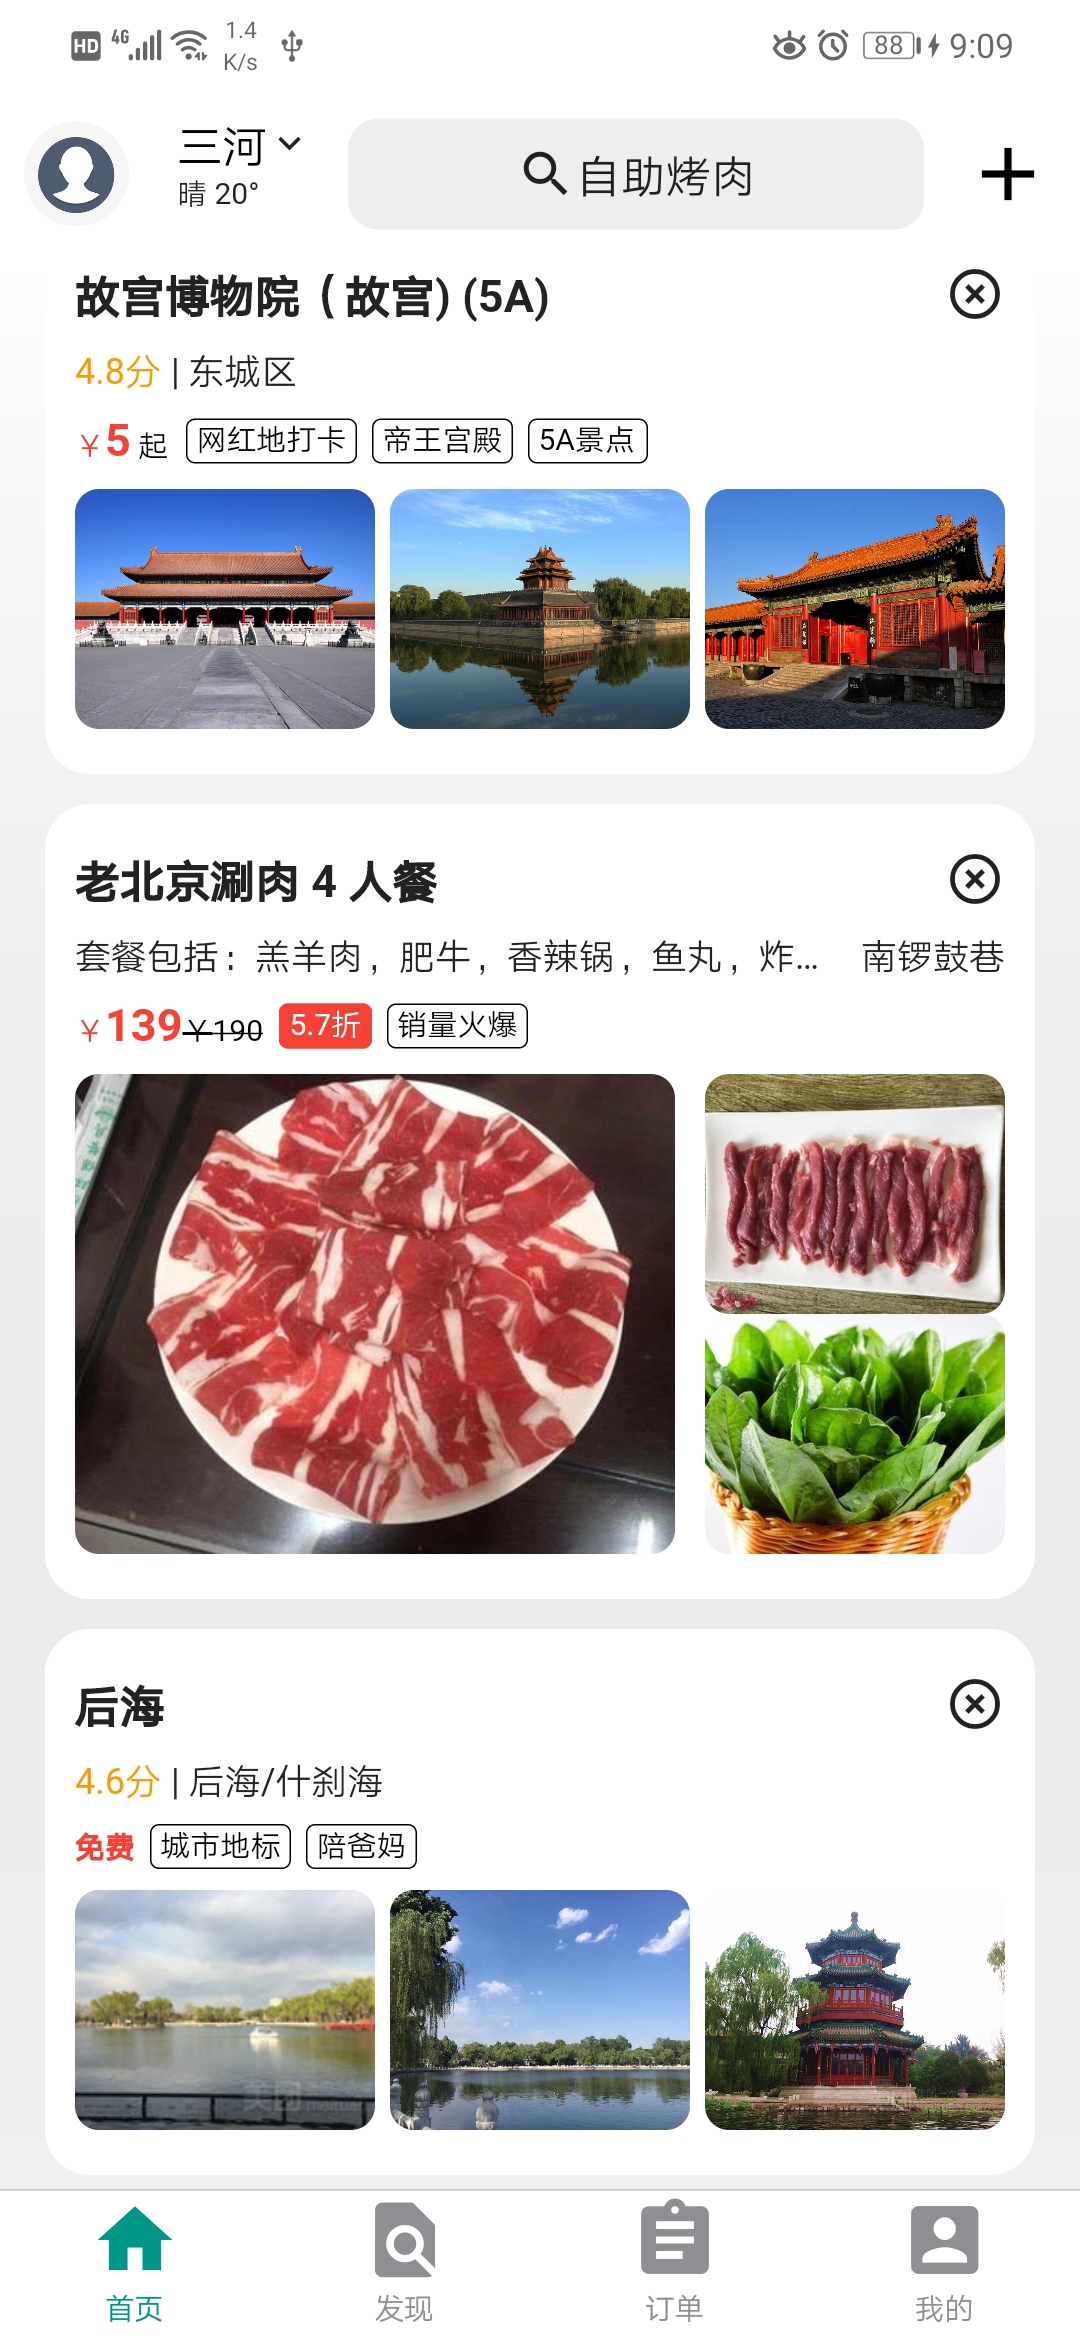 HD 4G 1.4 K/s 88 9:09
三河
晴 20°
自助烤肉
故宫博物院（故宫) (5A)
4.8分 | 东城区
￥5 起 网红地打卡 帝王宫殿 5A景点
老北京涮肉 4 人餐
套餐包括：羔羊肉，肥牛，香辣锅，鱼丸，炸... 南锣鼓巷
￥139￥190 5.7折 销量火爆
后海
4.6分 | 后海/什刹海
免费 城市地标 陪爸妈
首页 发现 订单 我的